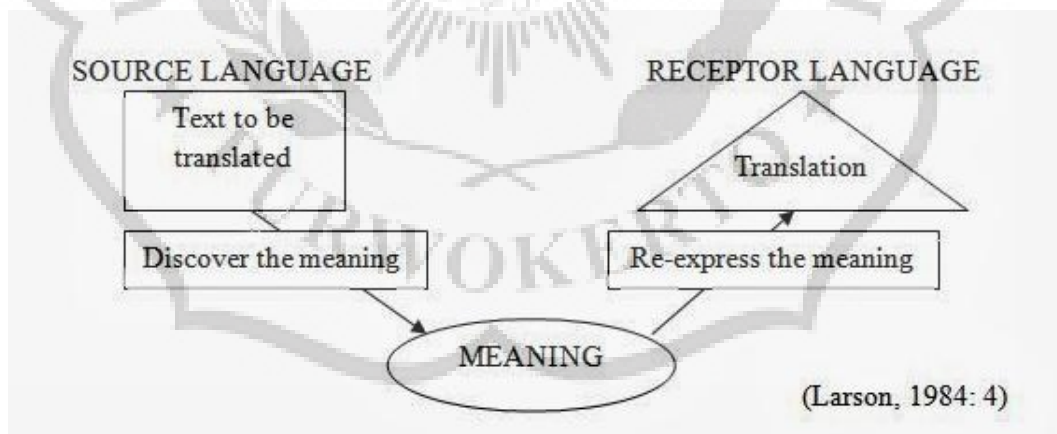 SOURCE LANGUAGE
RECEPTOR LANGUAGE
Text to be
translated
Translation
Discover the meaning
Re-express the meaning
MEANING
(Larson, 1984: 4)
URWOKERTO